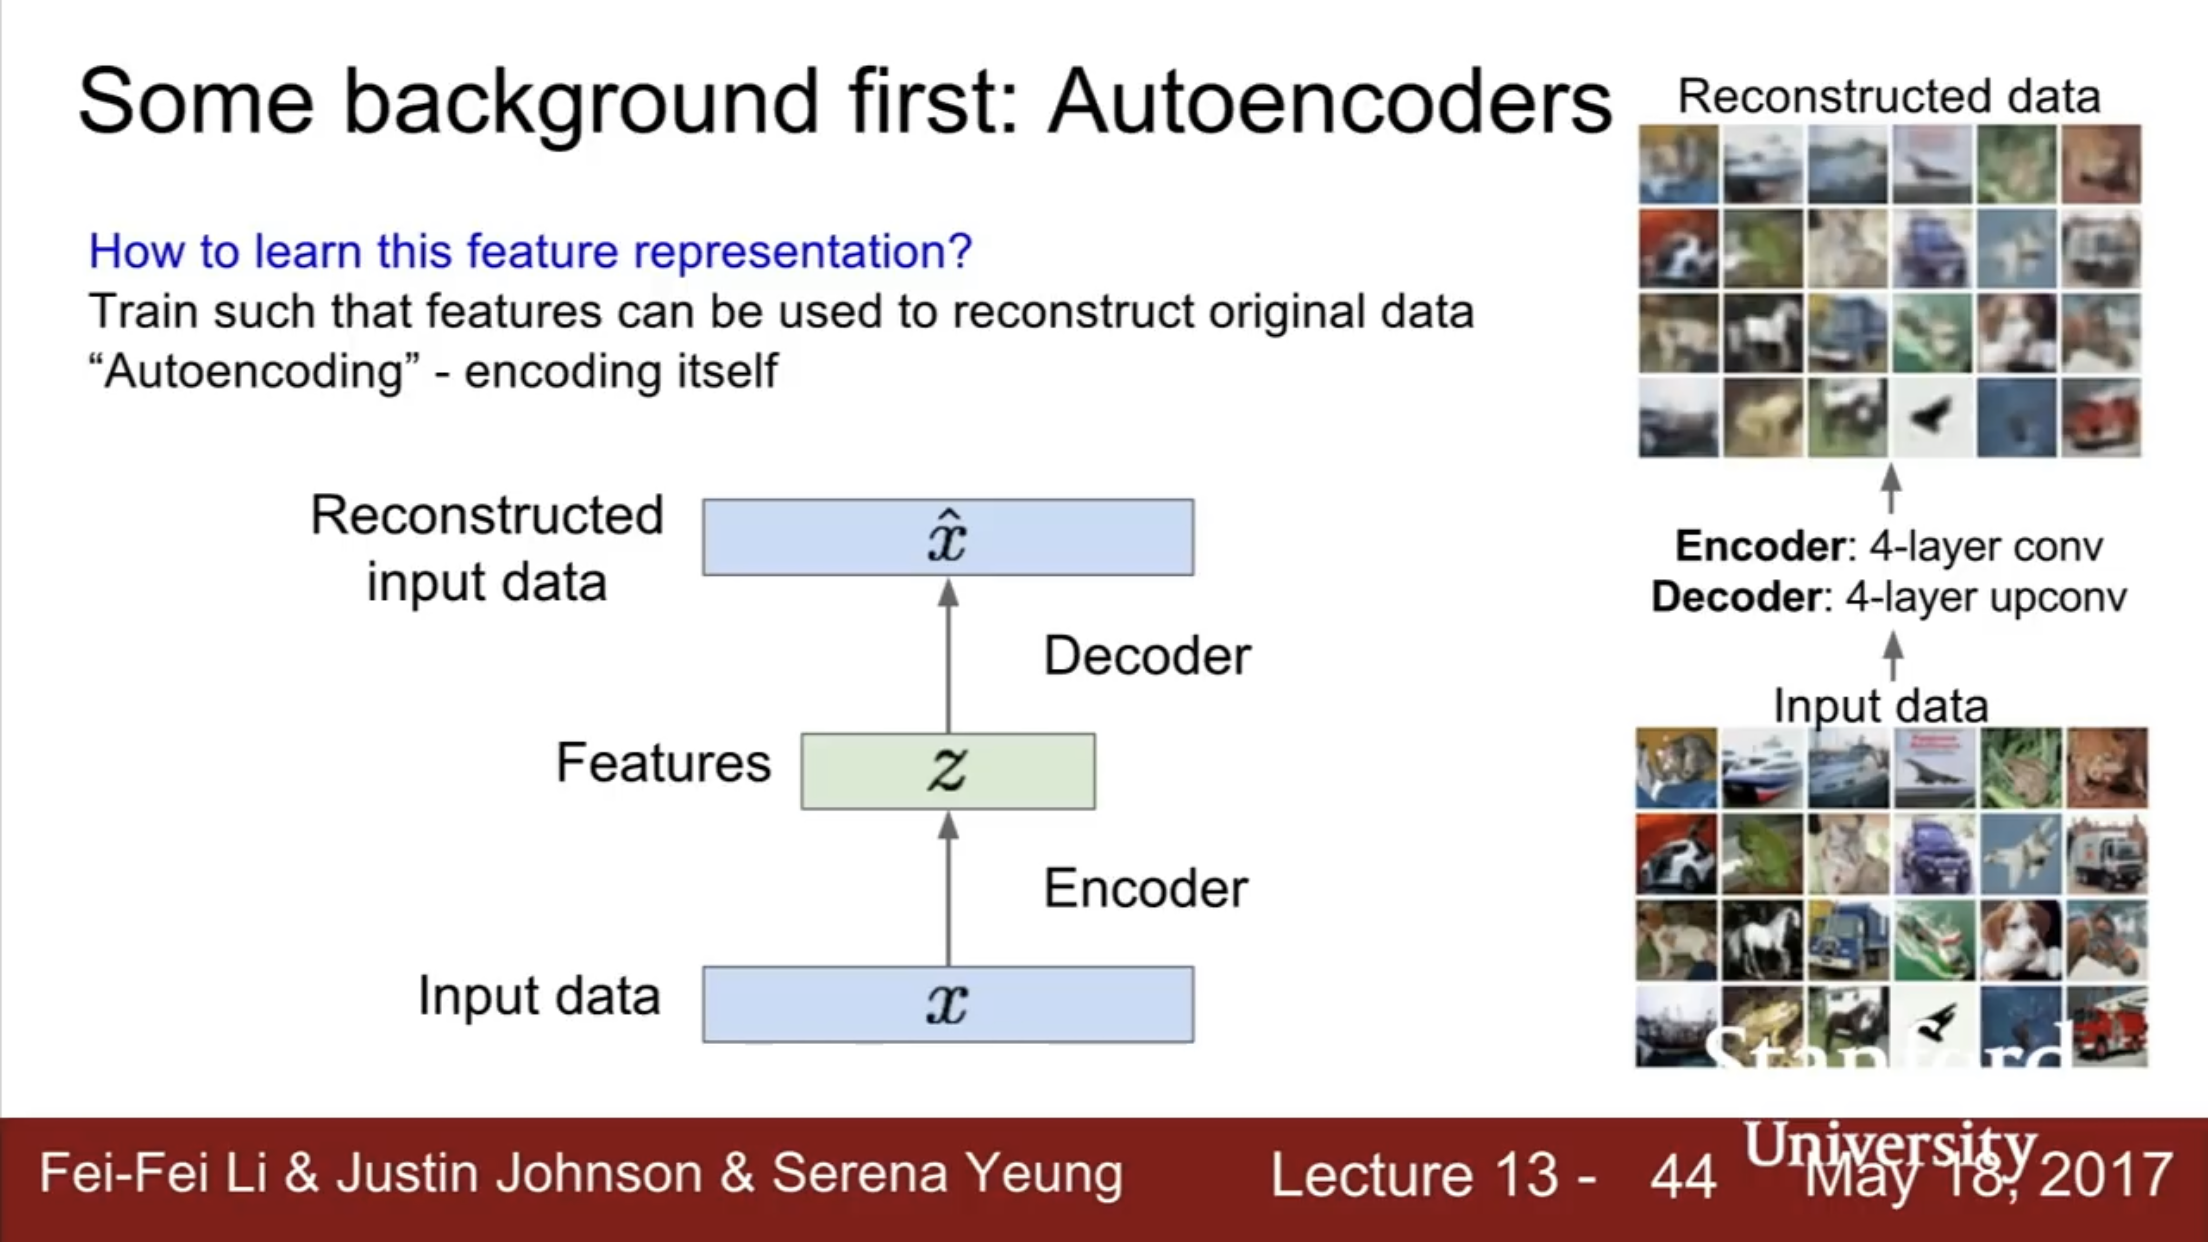 Some background first: Autoencoders
Reconstructed data
How to learn this feature representation?
Train such that features can be used to reconstruct original data
“Autoencoding” - encoding itself
Reconstructed
input data
x̂
Decoder
Encoder: 4-layer conv
Decoder: 4-layer upconv
Features
z
Input data
Encoder
Input data
x
Stanford
University
Fei-Fei Li & Justin Johnson & Serena Yeung
Lecture 13 - 44
May 18, 2017